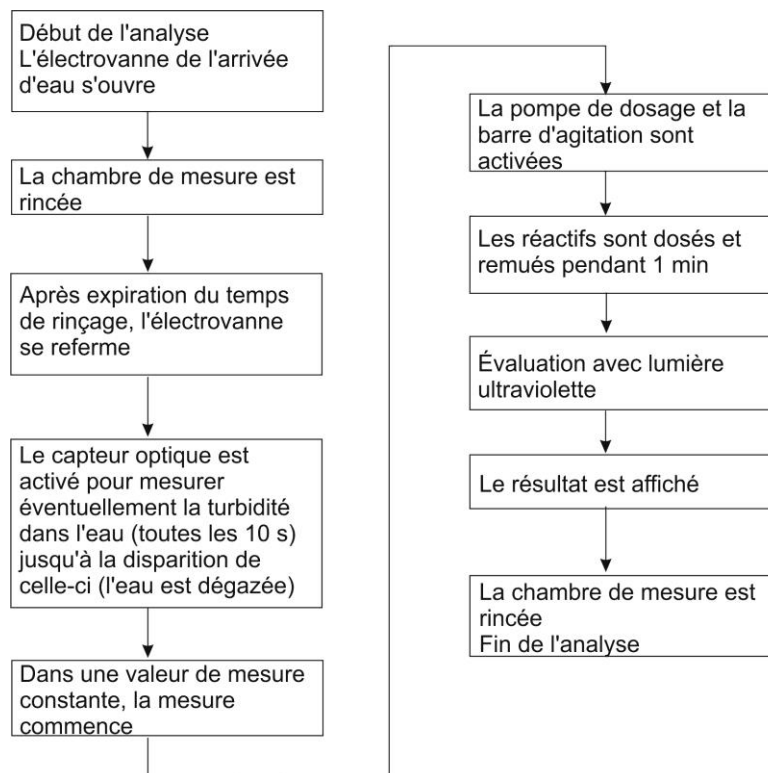 Début de l'analyse
L'électrovanne de l'arrivée
d'eau s'ouvre
La chambre de mesure est
rincée
Après expiration du temps
de rinçage, l'électrovanne
se referme
Le capteur optique est
activé pour mesurer
éventuellement la turbidité
dans l'eau (toutes les 10 s)
jusqu'à la disparition de
celle-ci (l'eau est dégazée)
Dans une valeur de mesure
constante, la mesure
commence
La pompe de dosage et la
barre d'agitation sont
activées
Les réactifs sont dosés et
remués pendant 1 min
Évaluation avec lumière
ultraviolette
Le résultat est affiché
La chambre de mesure est
rincée
Fin de l'analyse